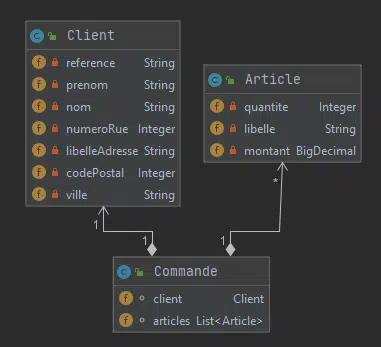 Client
reference String
prenom String
nom String
numeroRue Integer
libelleAdresse String
codePostal Integer
ville String
Article
quantite Integer
libelle String
montant BigDecimal
1
*
1
1
Commande
client Client
articles List<Article>